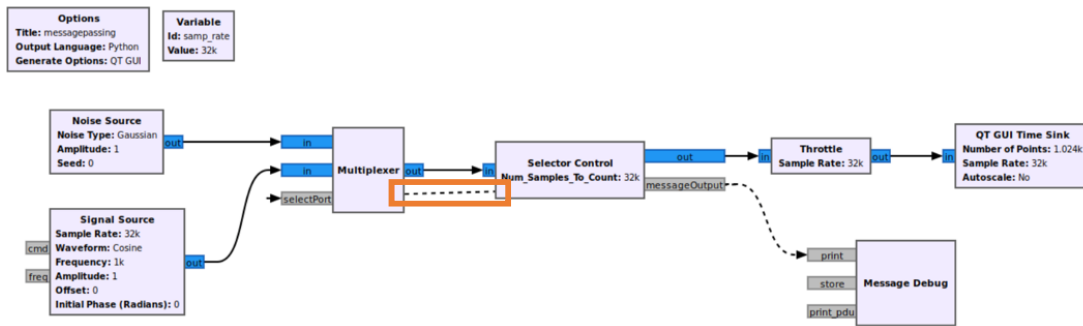 Options
Title: messagepassing
Output Language: Python
Generate Options: QT GUI
Variable
Id: samp_rate
Value: 32k
Noise Source
Noise Type: Gaussian
Amplitude: 1
Seed: 0
out
Signal Source
Sample Rate: 32k
Waveform: Cosine
Frequency: 1k
Amplitude: 1
Offset: 0
Initial Phase (Radians): 0
cmd
freq
out
in
in
selectPort
Multiplexer
out
in
Selector Control
Num_Samples_To_Count: 32k
out
messageOutput
in
Throttle
Sample Rate: 32k
out
in
QT GUI Time Sink
Number of Points: 1.024k
Sample Rate: 32k
Autoscale: No
print
store
print_pdu
Message Debug